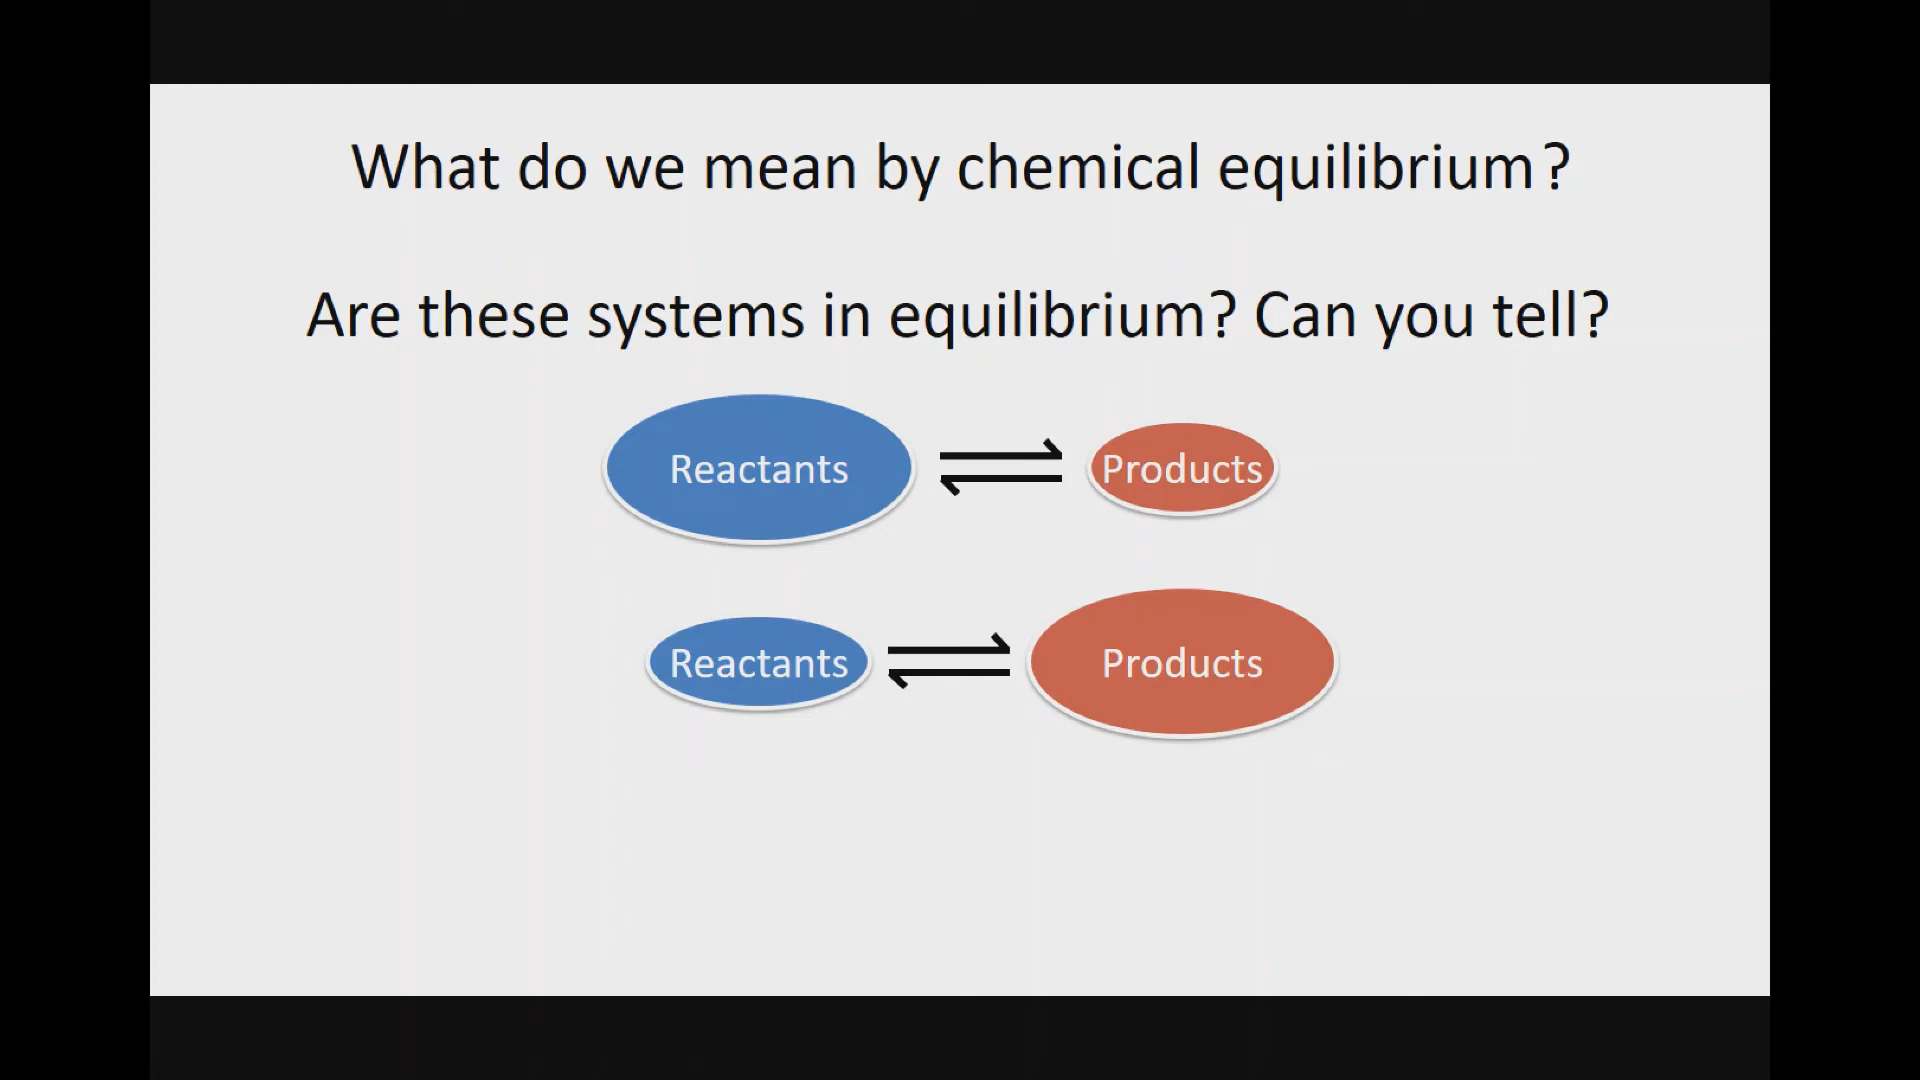 What do we mean by chemical equilibrium?
Are these systems in equilibrium? Can you tell?
Reactants
Products
Reactants
Products